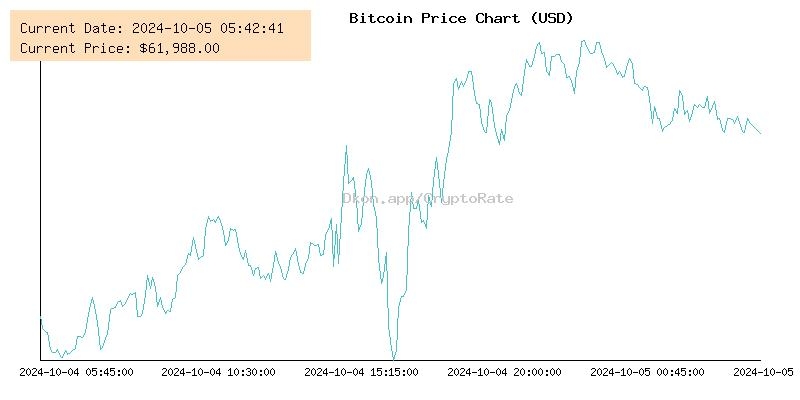 Bitcoin Price Chart (USD)
Current Date: 2024-10-05 05:42:41
Current Price: $61,988.00
Dkon.app/CryptoRate
2024-10-04 05:45:00 2024-10-04 10:30:00 2024-10-04 15:15:00 2024-10-04 20:00:00 2024-10-05 00:45:00 2024-10-05